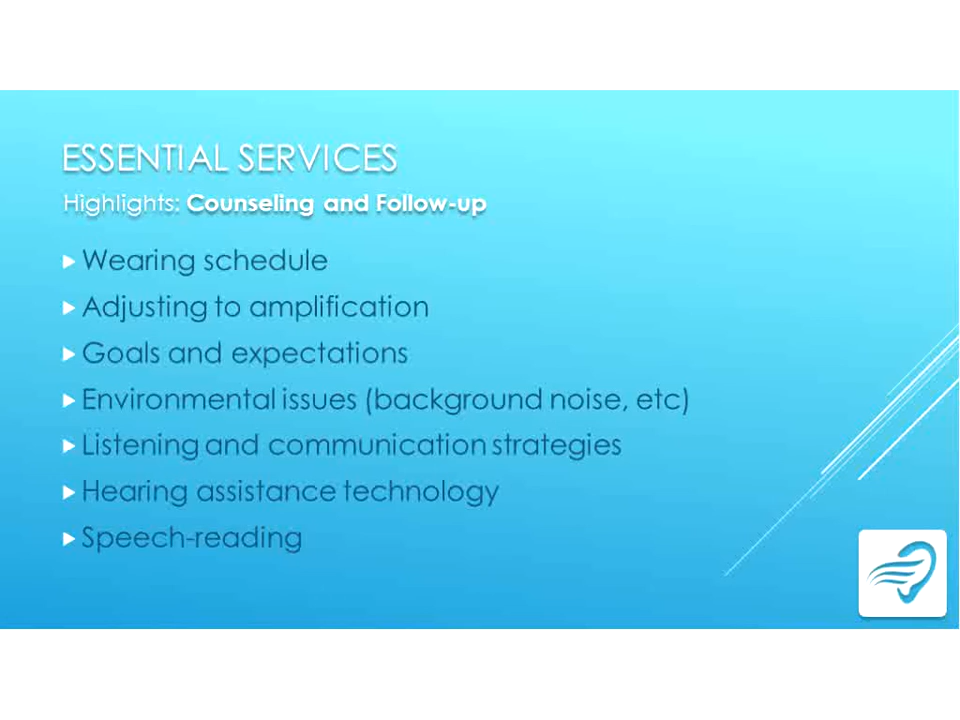 ESSENTIAL SERVICES
Highlights: Counseling and Follow-up
Wearing schedule
Adjusting to amplification
Goals and expectations
Environmental issues (background noise, etc)
Listening and communication strategies
Hearing assistance technology
Speech-reading